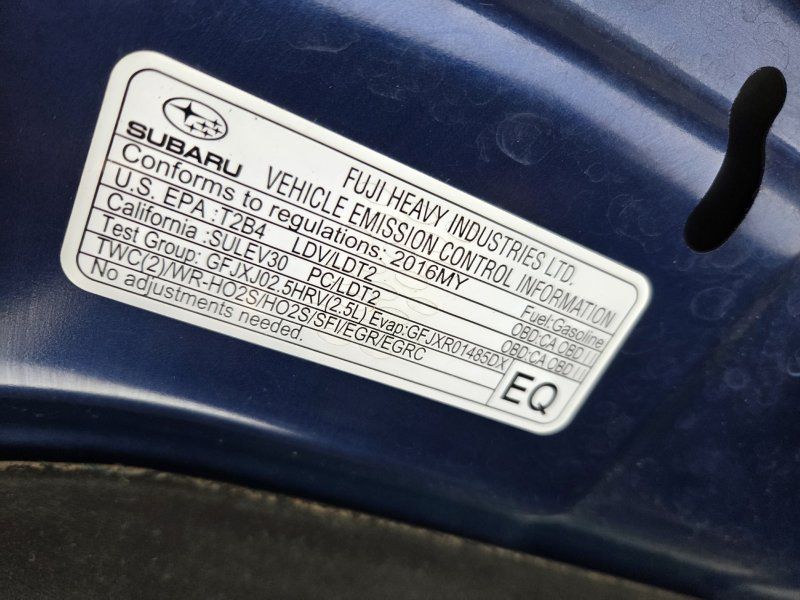 SUBARU
FUJI HEAVY INDUSTRIES LTD.
VEHICLE EMISSION CONTROL INFORMATION
Conforms to regulations: 2016MY Fuel:Gasoline
U.S. EPA :T2B4 LDV/LDT2 OBD:CA OBD II
California :SULEV30 PC/LDT2 OBD:CA OBD II
Test Group: GFJXJ02.5HRV(2.5L) Evap:GFJXR01485DX
TWC(2)/WR-HO2S/HO2S/SFI/EGR/EGRC
No adjustments needed.
EQ